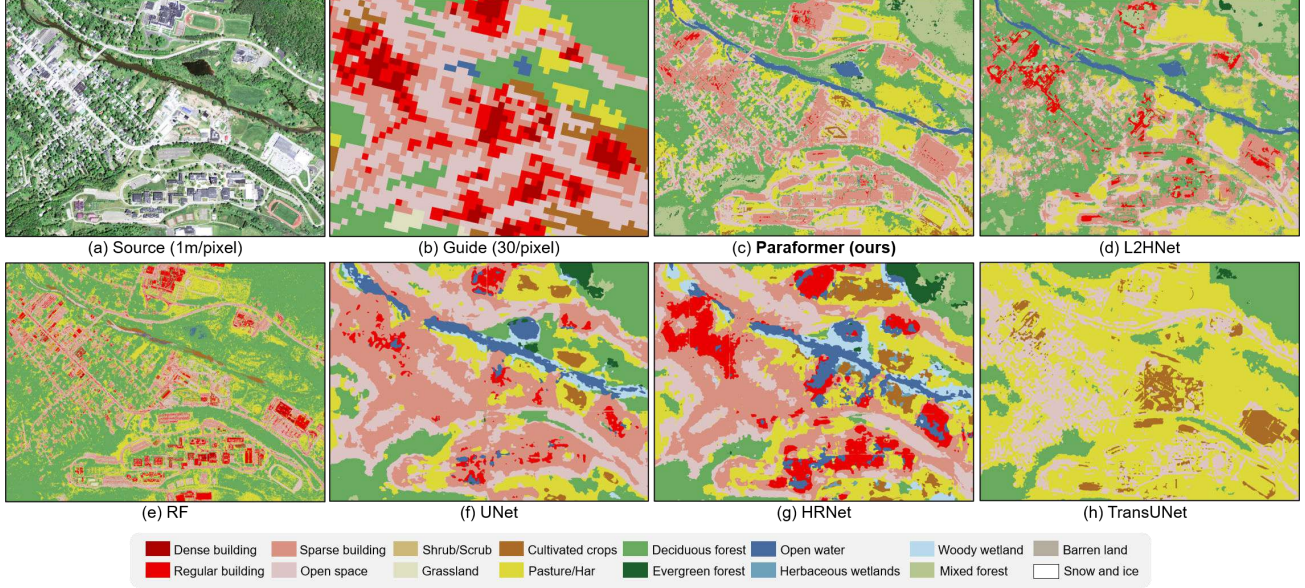 (a) Source (1m/pixel)
(b) Guide (30/pixel)
(c) Paraformer (ours)
(d) L2HNet
(e) RF
(f) UNet
(g) HRNet
(h) TransUNet
Dense building
Sparse building
Shrub/Scrub
Cultivated crops
Deciduous forest
Open water
Woody wetland
Barren land
Regular building
Open space
Grassland
Pasture/Har
Evergreen forest
Herbaceous wetlands
Mixed forest
Snow and ice